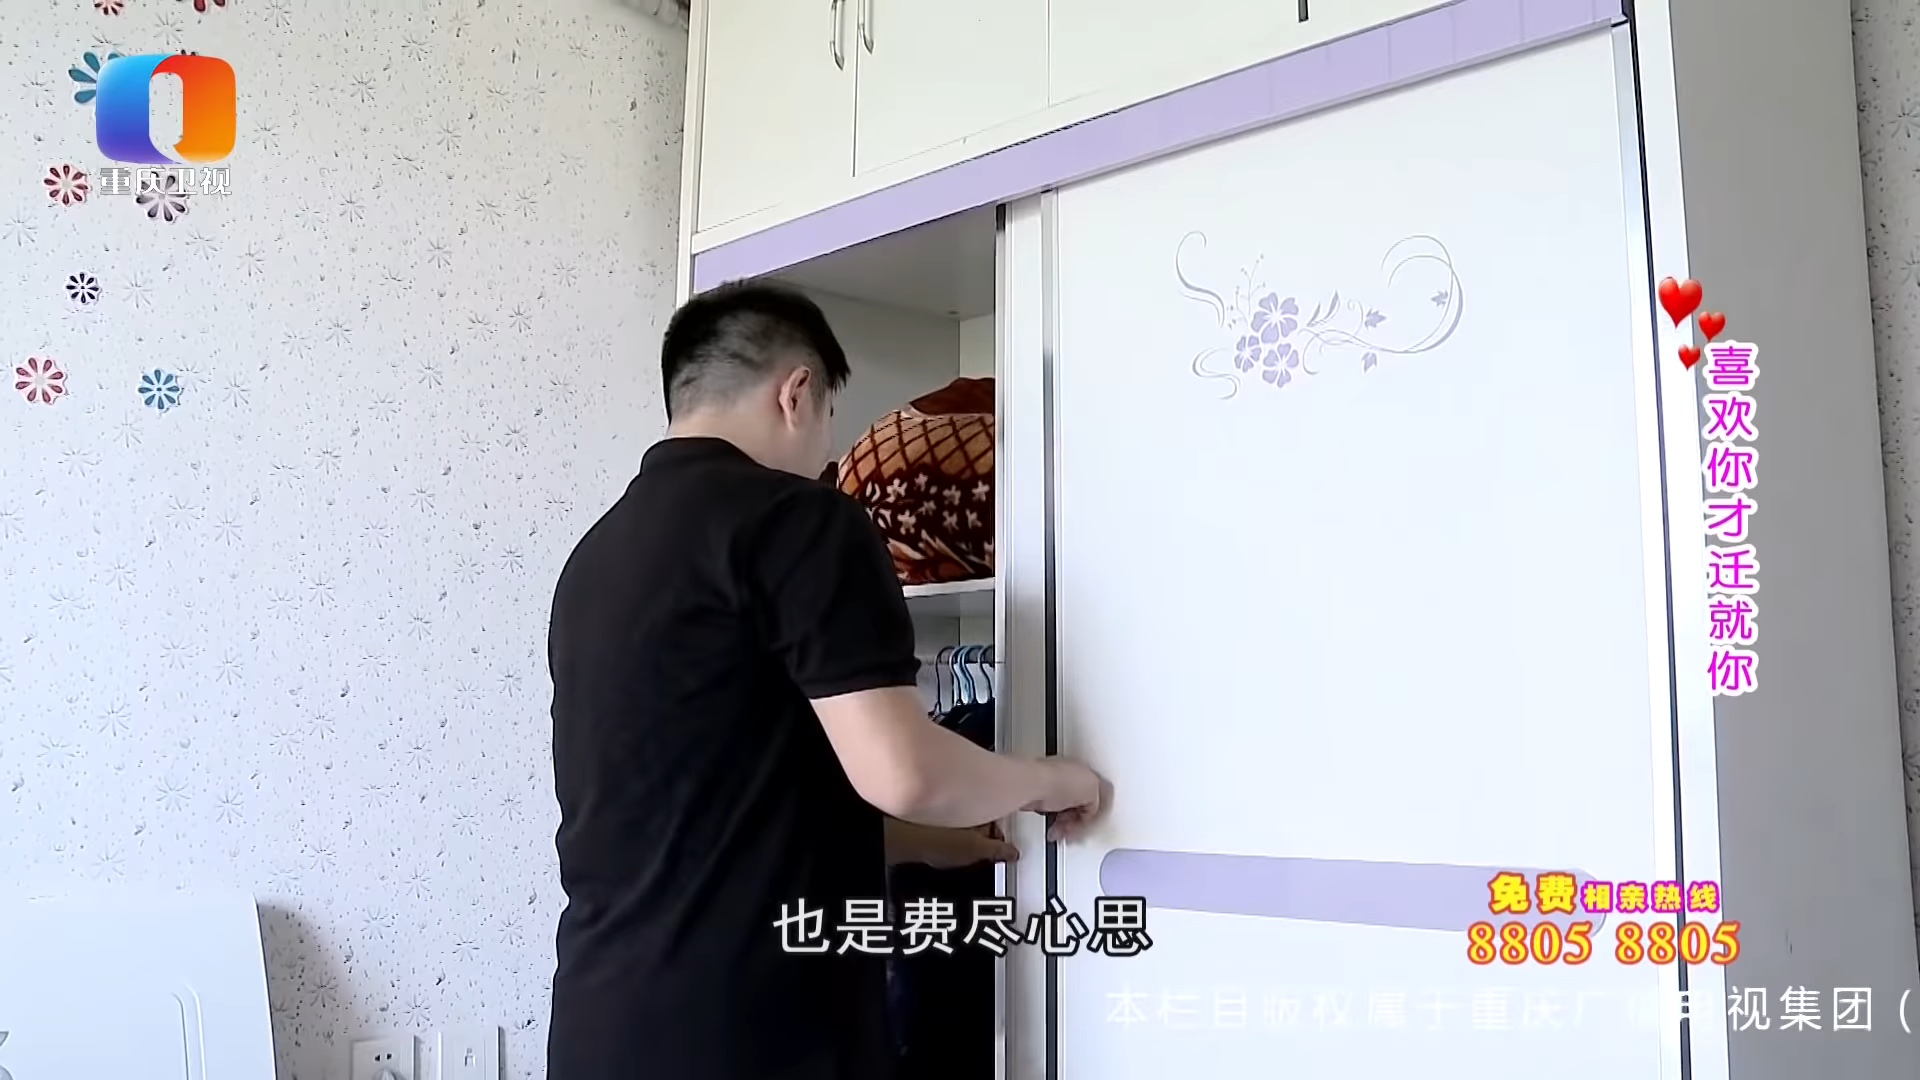 重庆卫视
喜欢你才迁就你
也是费尽心思
免费相亲热线
8805 8805
本栏目版权属于重庆广播电视集团（